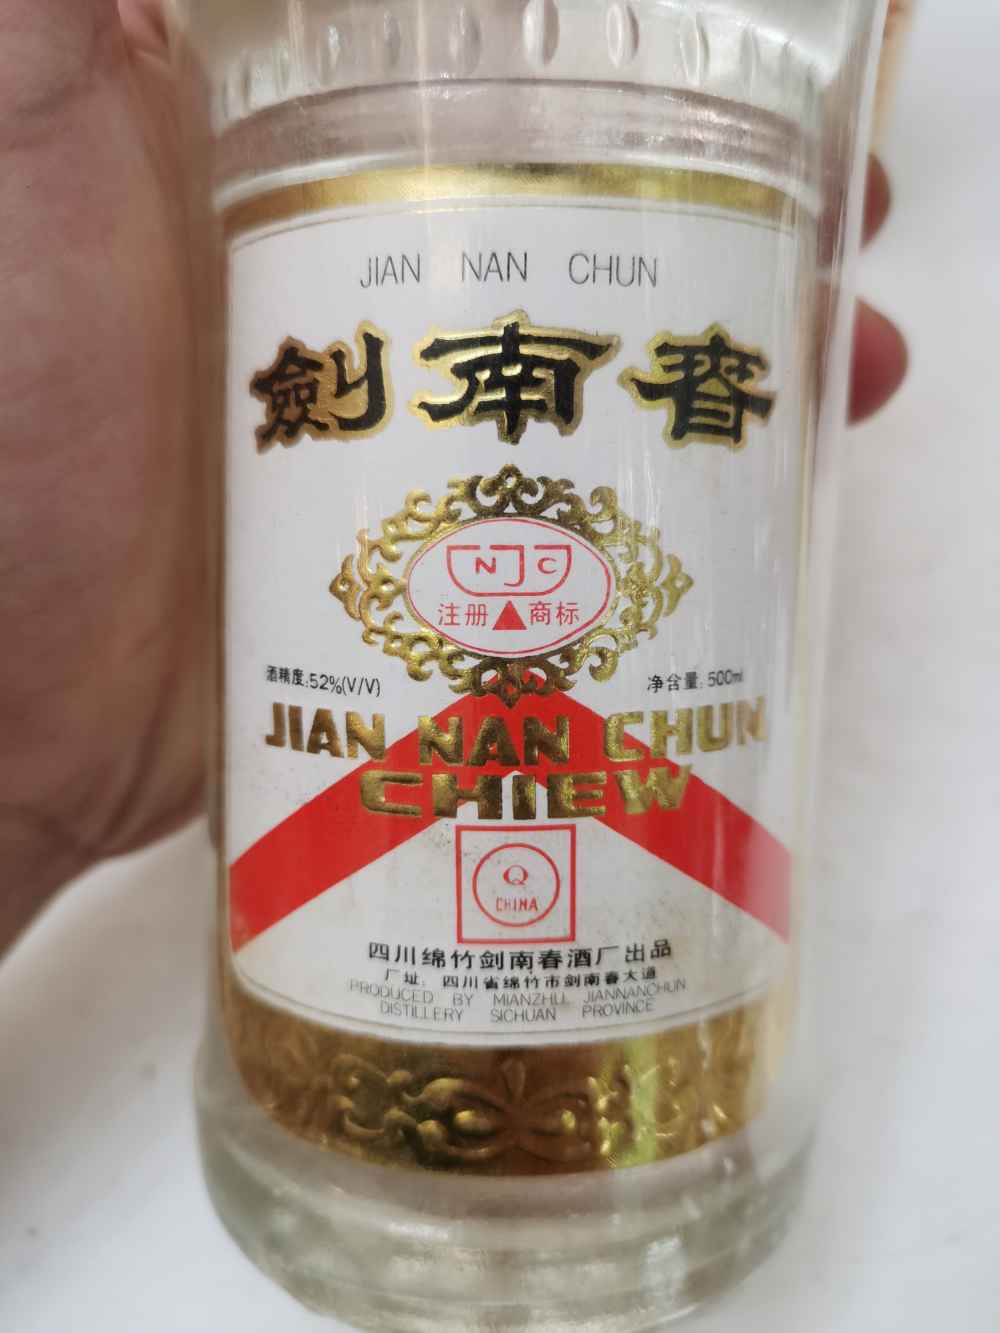 JIAN NAN CHUN
劍南春
NJC
注册 商标
酒精度:52%(V/V)
净含量:500ml
JIAN NAN CHUN
CHIEW
Q
CHINA
四川绵竹剑南春酒厂出品
厂址:四川省绵竹市剑南春大道
PRODUCED BY MIANZHU JIANNANCHUN
DISTILLERY SICHUAN PROVINCE